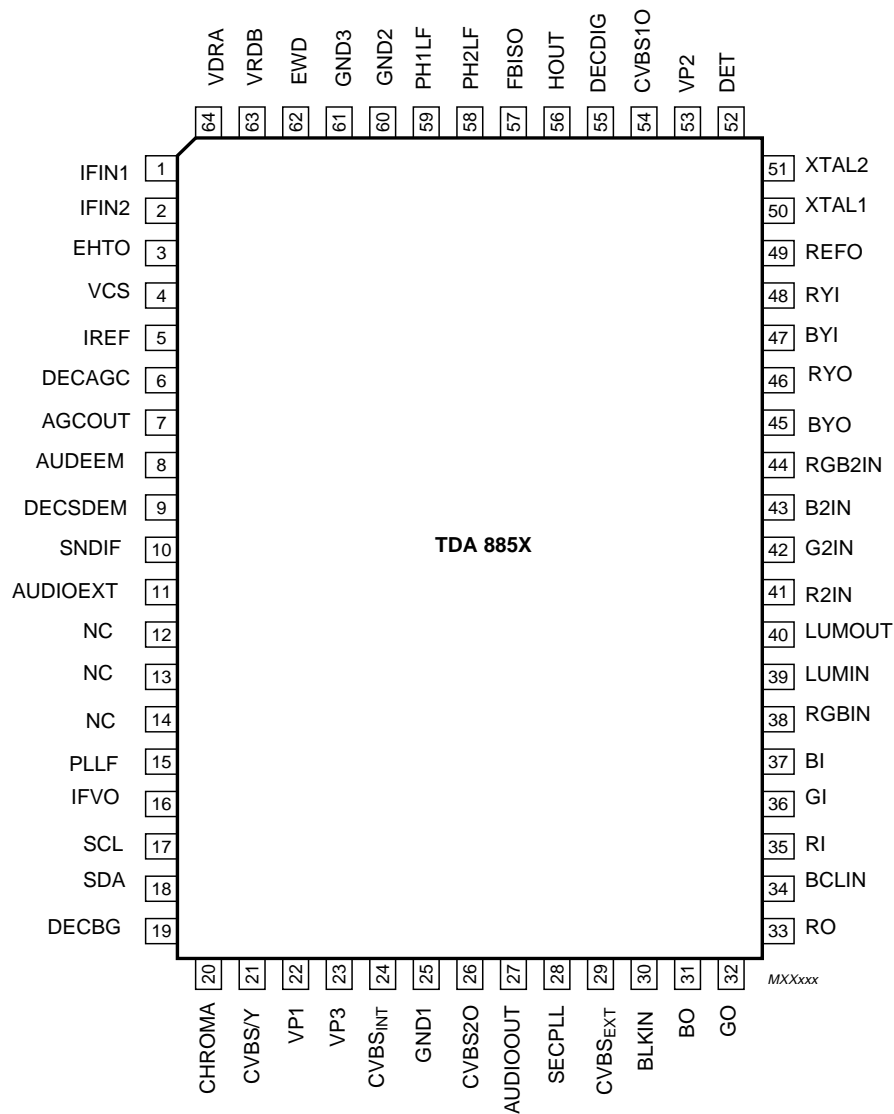 VDRA
VRDB
EWD
GND3
GND2
PH1LF
PH2LF
FBISO
HOUT
DECDIG
CVBS1O
VP2
DET
64 63 62 61 60 59 58 57 56 55 54 53 52
IFIN1 1
IFIN2 2
EHTO 3
VCS 4
IREF 5
DECAGC 6
AGCOUT 7
AUDEEM 8
DECSDEM 9
SNDIF 10
AUDIOEXT 11
NC 12
NC 13
NC 14
PLLF 15
IFVO 16
SCL 17
SDA 18
DECBG 19
TDA 885X
51 XTAL2
50 XTAL1
49 REFO
48 RYI
47 BYI
46 RYO
45 BYO
44 RGB2IN
43 B2IN
42 G2IN
41 R2IN
40 LUMOUT
39 LUMIN
38 RGBIN
37 BI
36 GI
35 RI
34 BCLIN
33 RO
20 21 22 23 24 25 26 27 28 29 30 31 32
MXXxxx
CHROMA
CVBS/Y
VP1
VP3
CVBSINT
GND1
CVBS2O
AUDIOOUT
SECPLL
CVBSEXT
BLKIN
BO
GO